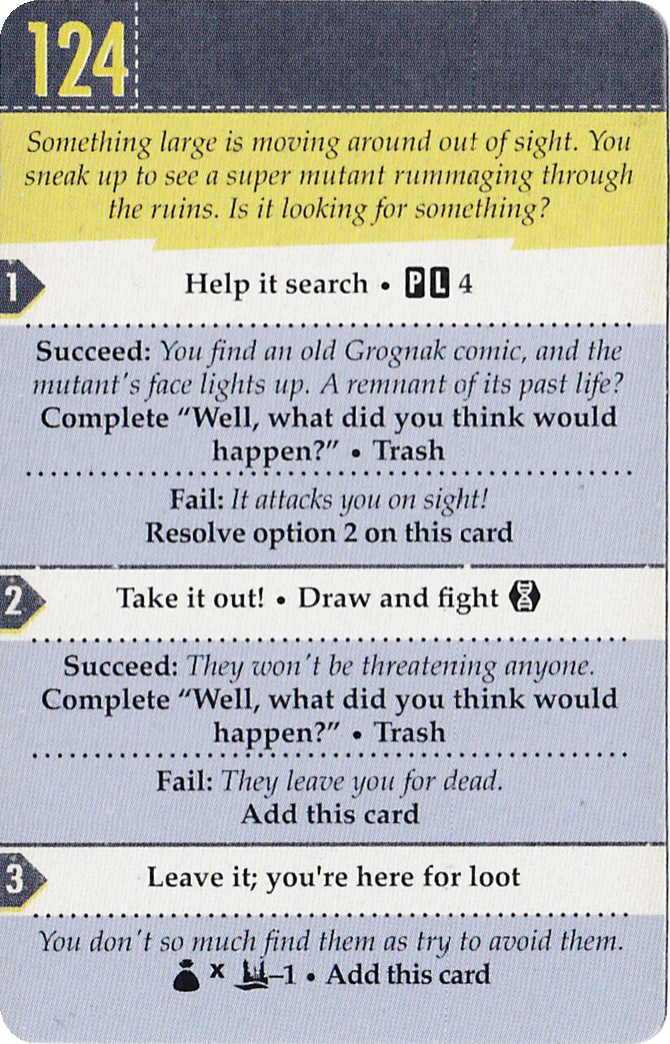 124
Something large is moving around out of sight. You
sneak up to see a super mutant rummaging through
the ruins. Is it looking for something?
1
Help it search • P L 4
Succeed: You find an old Grognak comic, and the
mutant's face lights up. A remnant of its past life?
Complete “Well, what did you think would
happen?” • Trash
Fail: It attacks you on sight!
Resolve option 2 on this card
2
Take it out! • Draw and fight
Succeed: They won't be threatening anyone.
Complete “Well, what did you think would
happen?” • Trash
Fail: They leave you for dead.
Add this card
3
Leave it; you're here for loot
You don't so much find them as try to avoid them.
x –1 • Add this card